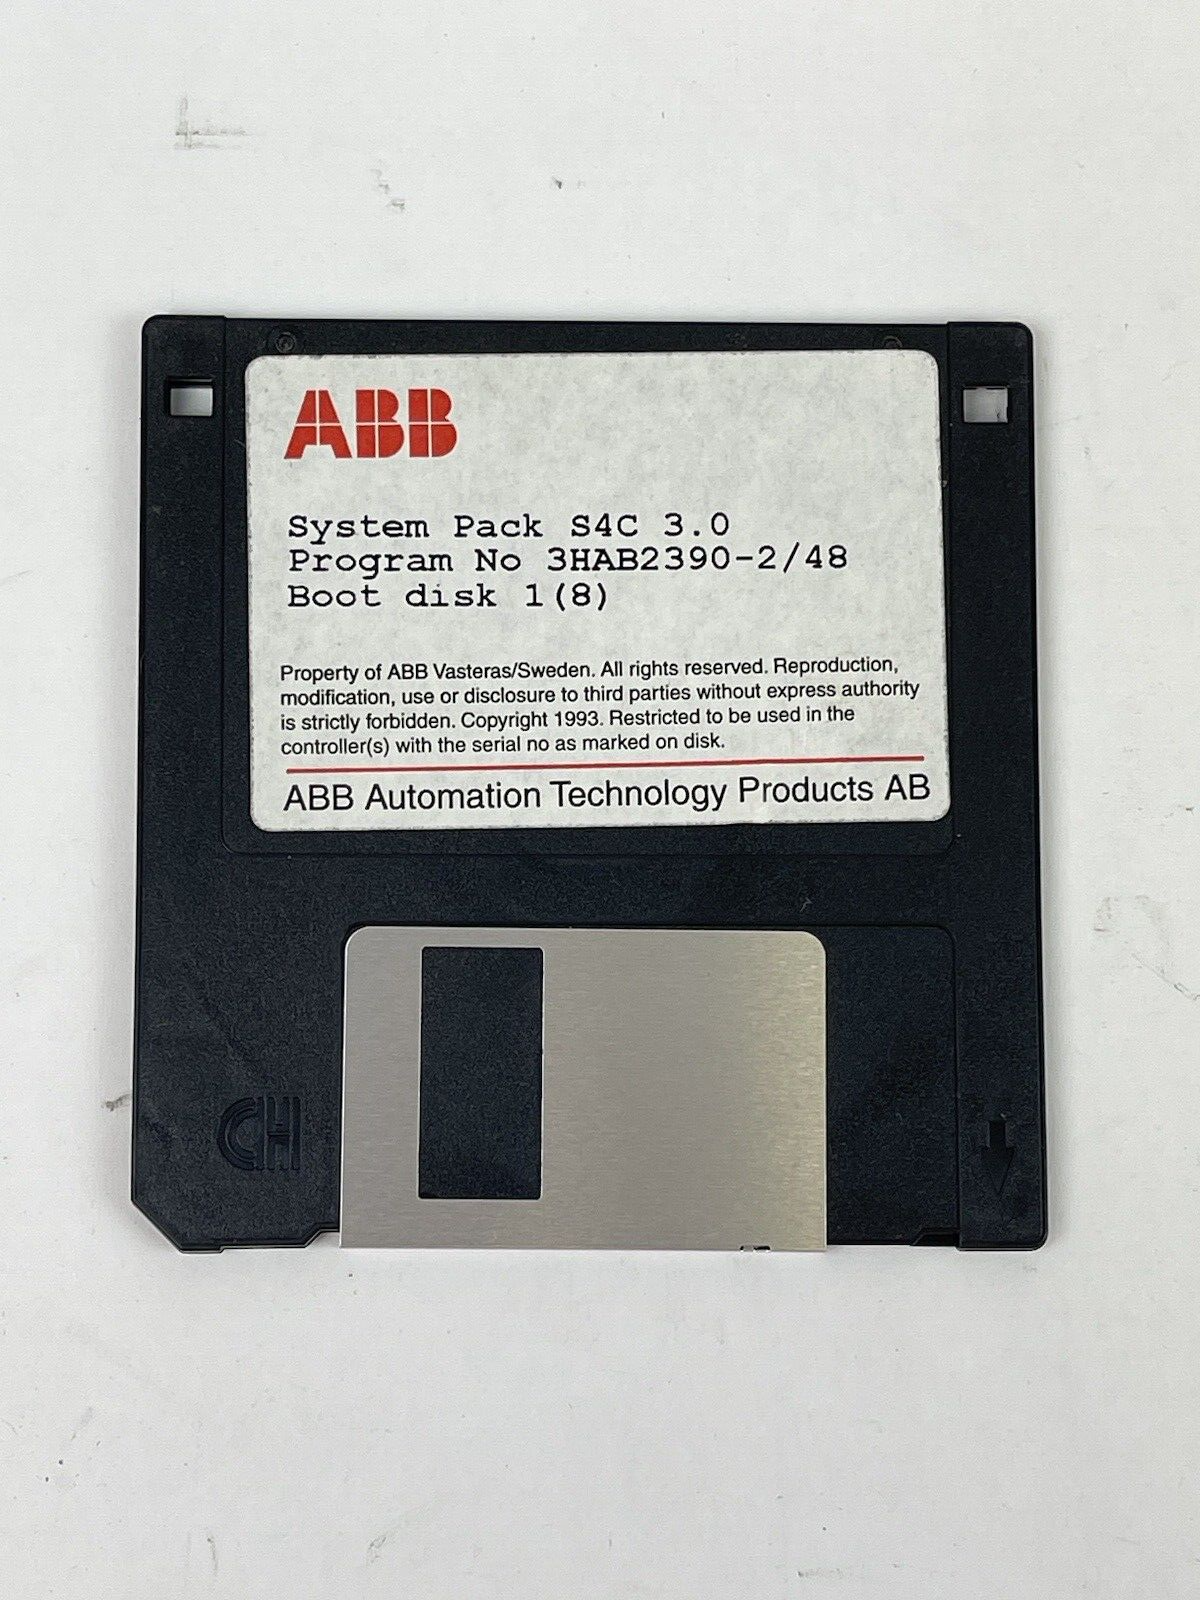 ABB
System Pack S4C 3.0
Program No 3HAB2390-2/48
Boot disk 1(8)
Property of ABB Vasteras/Sweden. All rights reserved. Reproduction,
modification, use or disclosure to third parties without express authority
is strictly forbidden. Copyright 1993. Restricted to be used in the
controller(s) with the serial no as marked on disk.
ABB Automation Technology Products AB
CH